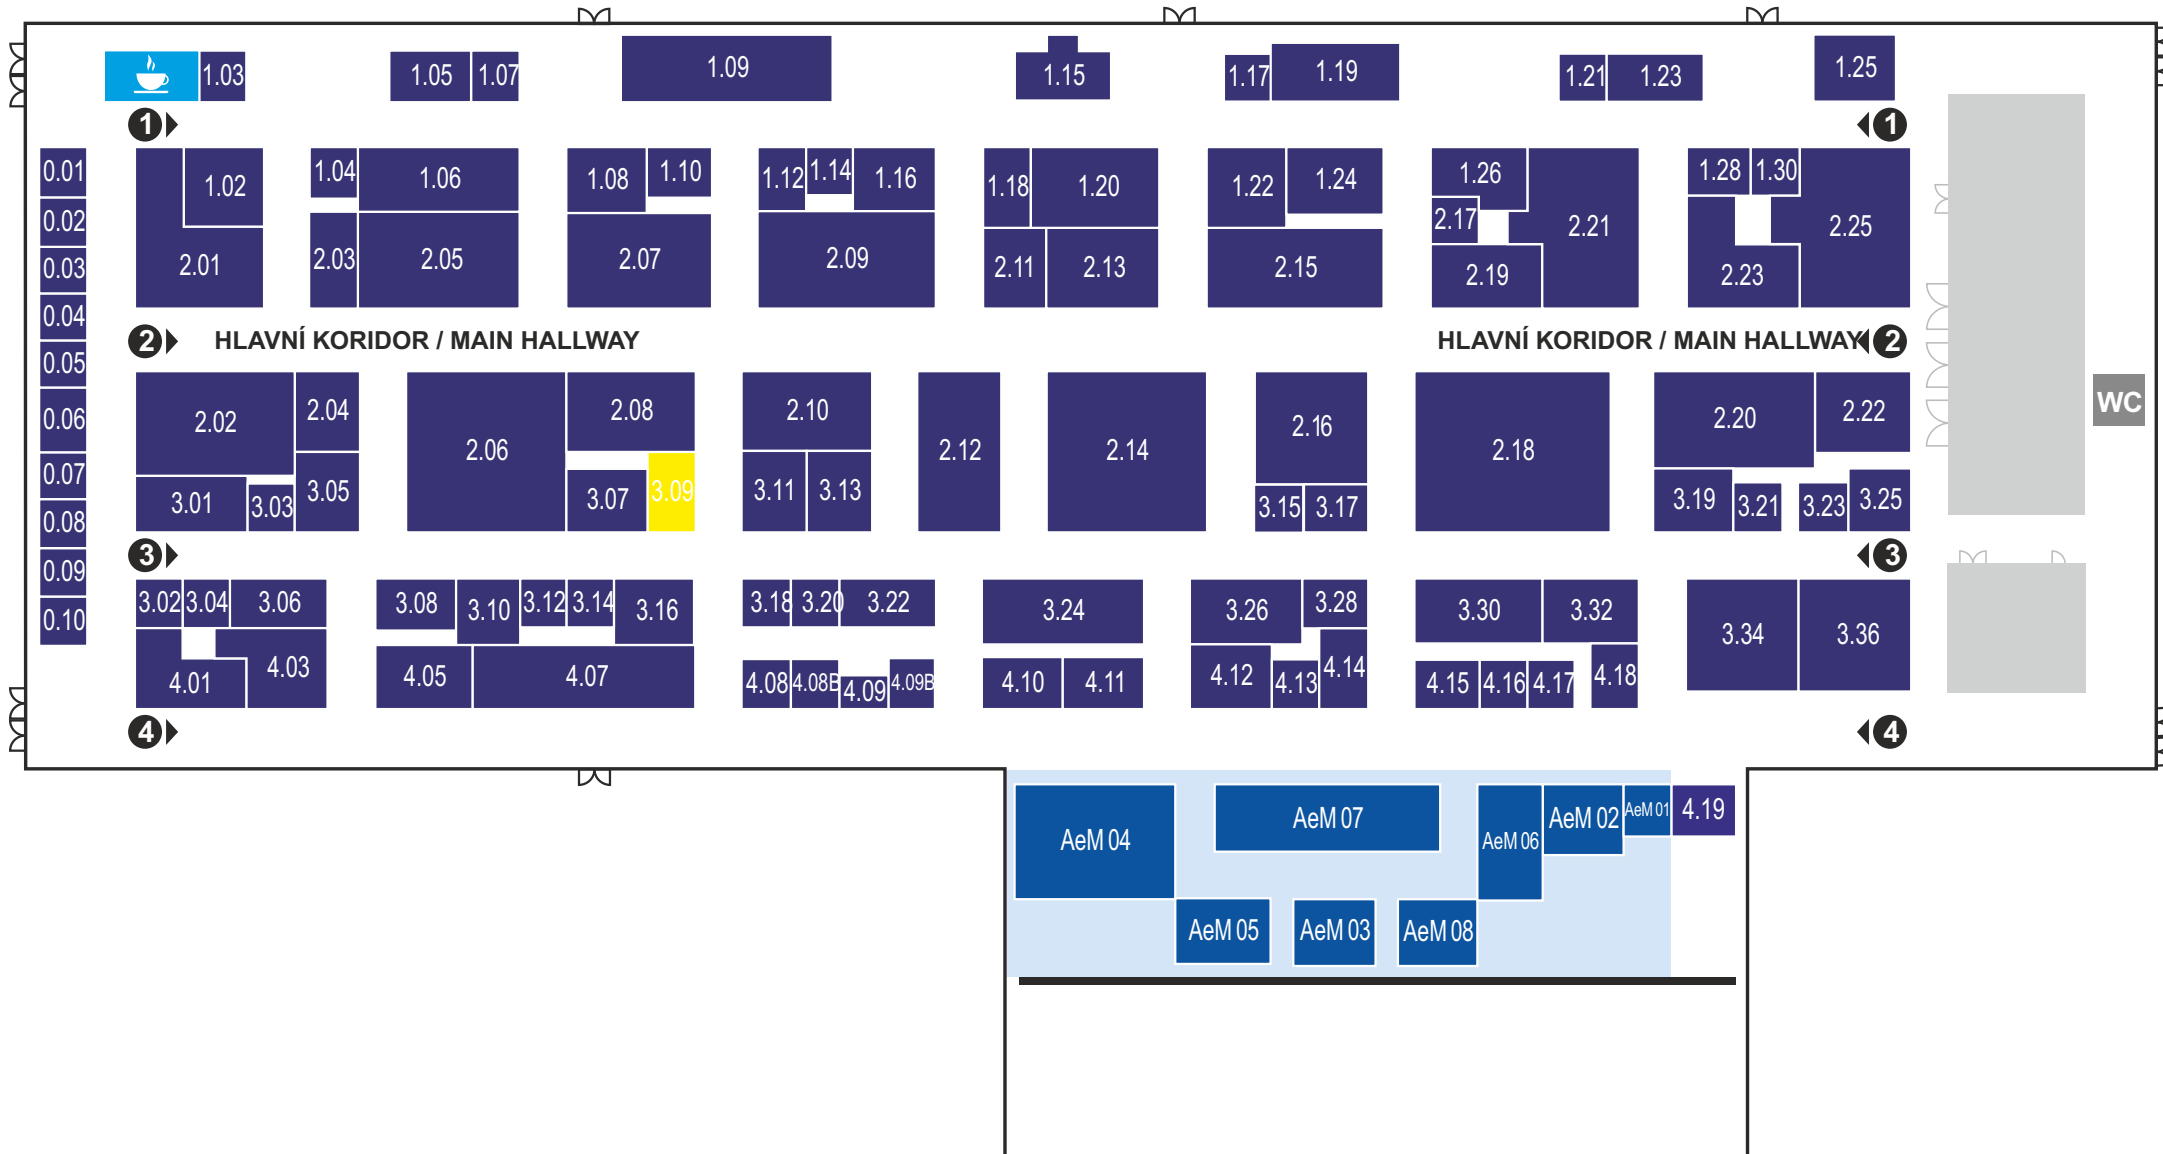 1.03 1.05 1.07 1.09 1.15 1.17 1.19 1.21 1.23 1.25
1 1
0.01 1.02 1.04 1.06 1.08 1.10 1.12 1.14 1.16 1.18 1.20 1.22 1.24 1.26 1.28 1.30
0.02 2.17 2.21 2.25
0.03 2.01 2.03 2.05 2.07 2.09 2.11 2.13 2.15 2.19 2.23
0.04
2 HLAVNÍ KORIDOR / MAIN HALLWAY HLAVNÍ KORIDOR / MAIN HALLWAY 2
0.05
0.06 2.02 2.04 2.06 2.08 2.10 2.12 2.14 2.16 2.18 2.20 2.22 WC
0.07
0.08 3.01 3.03 3.05 3.07 3.09 3.11 3.13 3.15 3.17 3.19 3.21 3.23 3.25
3 3
0.09
0.10 3.02 3.04 3.06 3.08 3.10 3.12 3.14 3.16 3.18 3.20 3.22 3.24 3.26 3.28 3.30 3.32 3.34 3.36
4.01 4.03 4.05 4.07 4.08 4.08B 4.09 4.09B 4.10 4.11 4.12 4.13 4.14 4.15 4.16 4.17 4.18
4 4
AeM 04 AeM 07 AeM 06 AeM 02 AeM 01 4.19
AeM 05 AeM 03 AeM 08